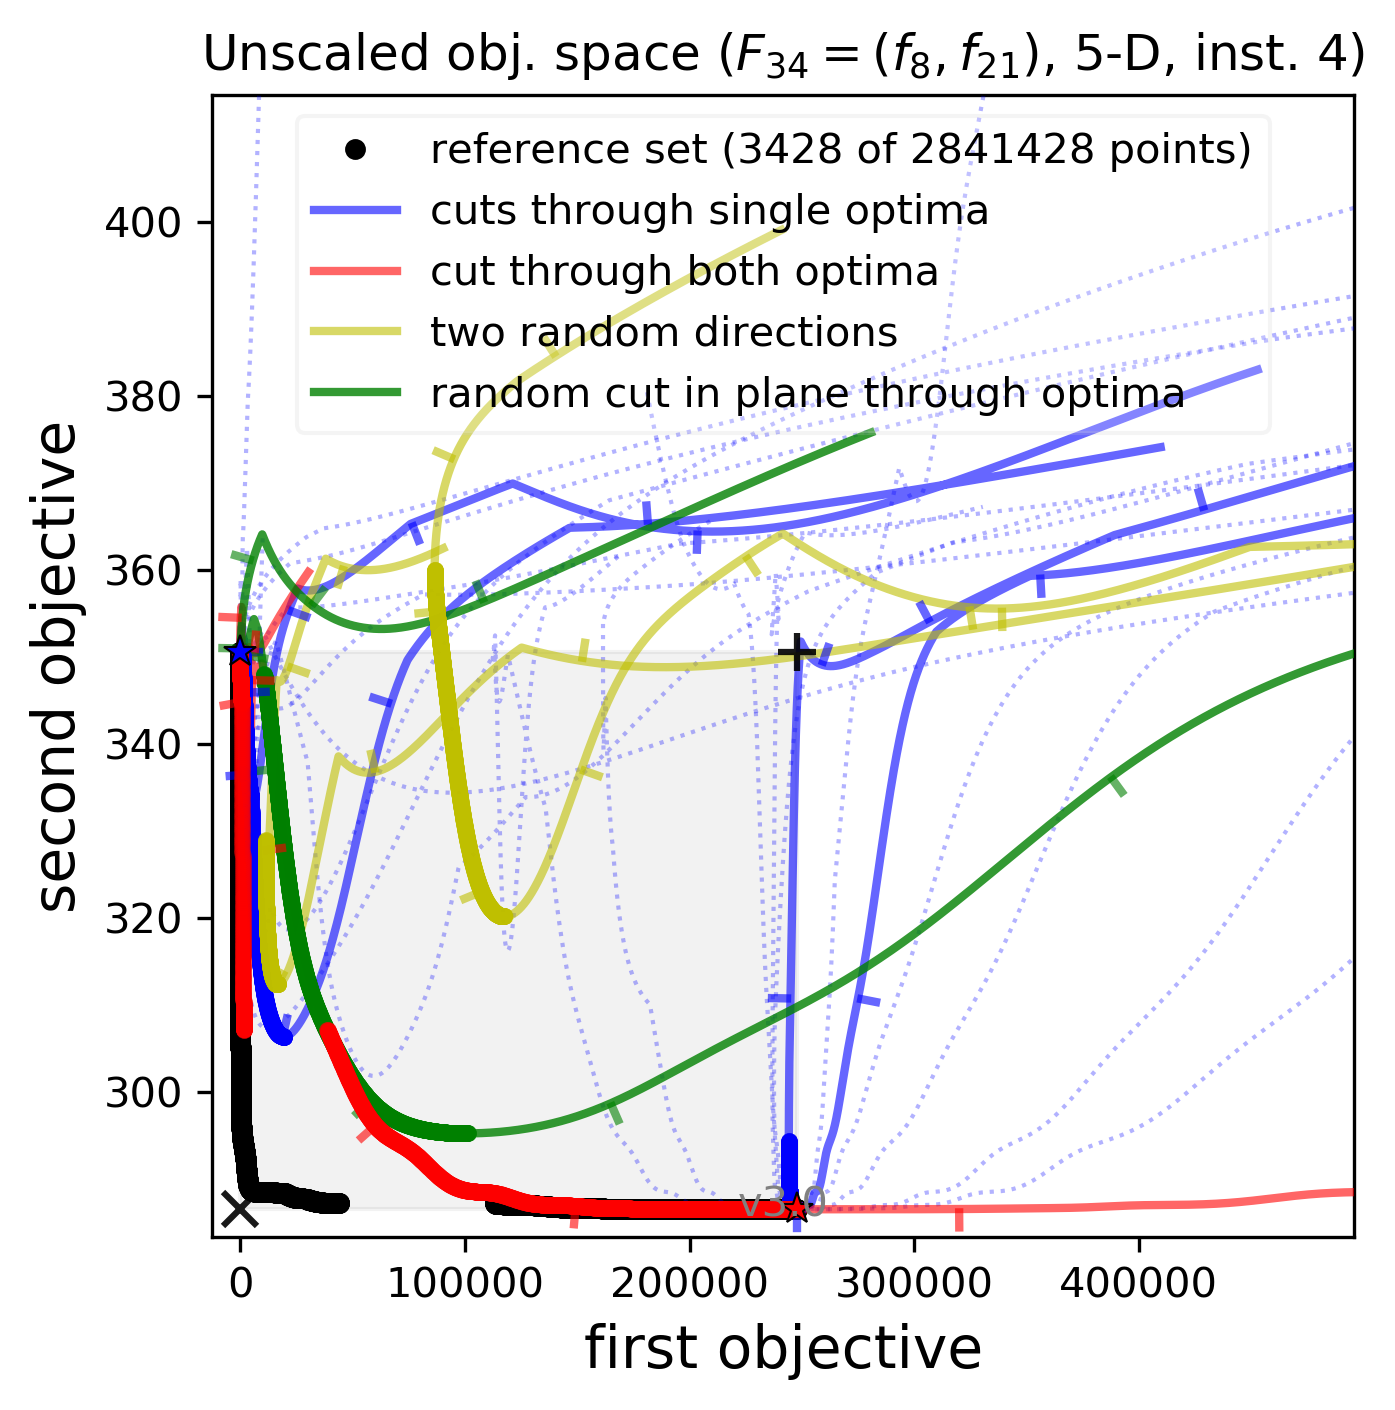 Unscaled obj. space (F₃₄ = (f₈, f₂₁), 5-D, inst. 4)
reference set (3428 of 2841428 points)
cuts through single optima
cut through both optima
two random directions
random cut in plane through optima
second objective
400
380
360
340
320
300
v3.0
0 100000 200000 300000 400000
first objective